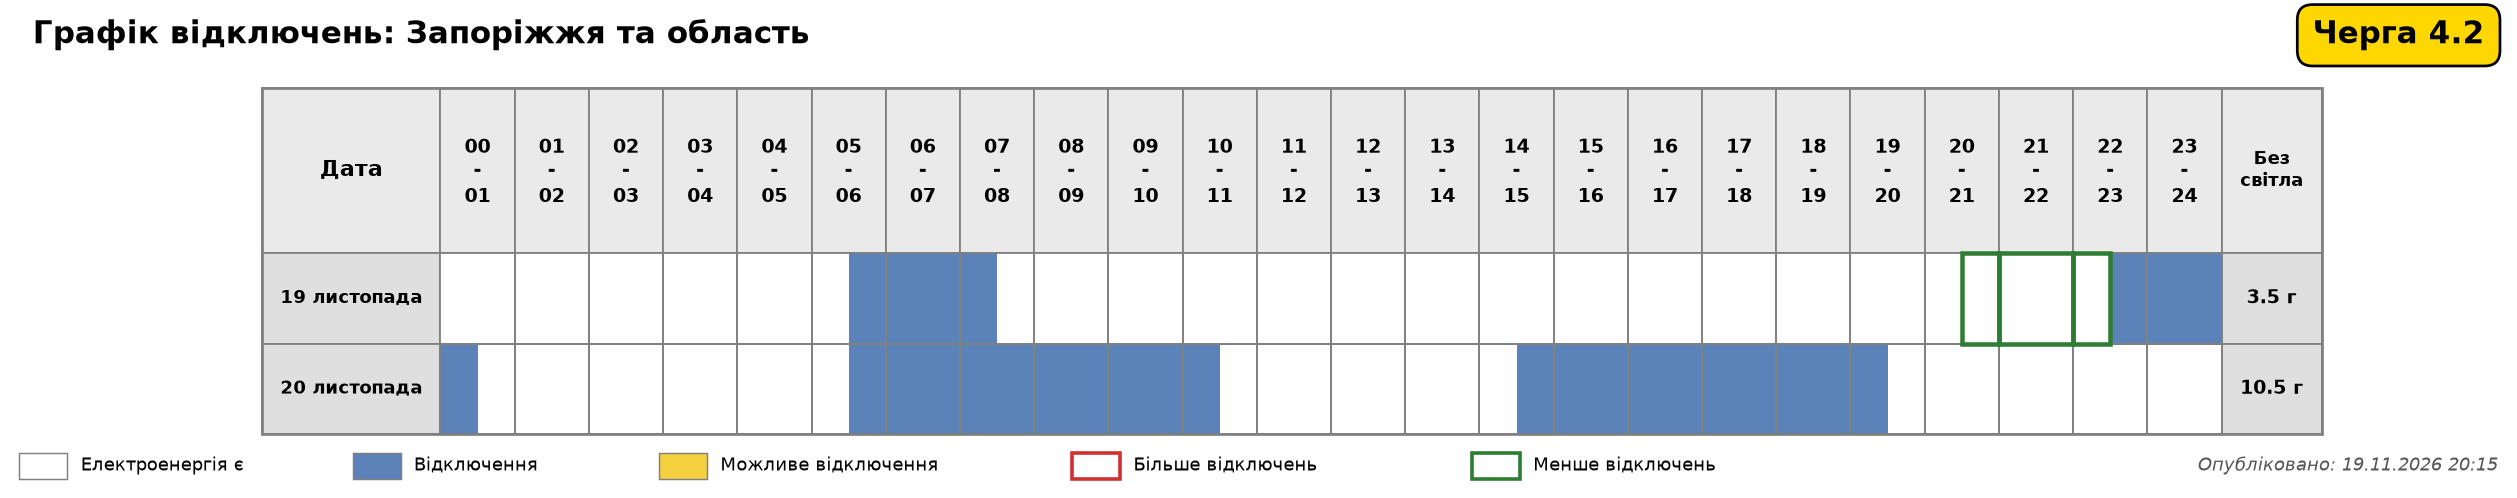 Графік відключень: Запоріжжя та область
Черга 4.2
Дата 00 - 01 01 - 02 02 - 03 03 - 04 04 - 05 05 - 06 06 - 07 07 - 08 08 - 09 09 - 10 10 - 11 11 - 12 12 - 13 13 - 14 14 - 15 15 - 16 16 - 17 17 - 18 18 - 19 19 - 20 20 - 21 21 - 22 22 - 23 23 - 24 Без світла
19 листопада 3.5 г
20 листопада 10.5 г
Електроенергія є Відключення Можливе відключення Більше відключень Менше відключень Опубліковано: 19.11.2026 20:15